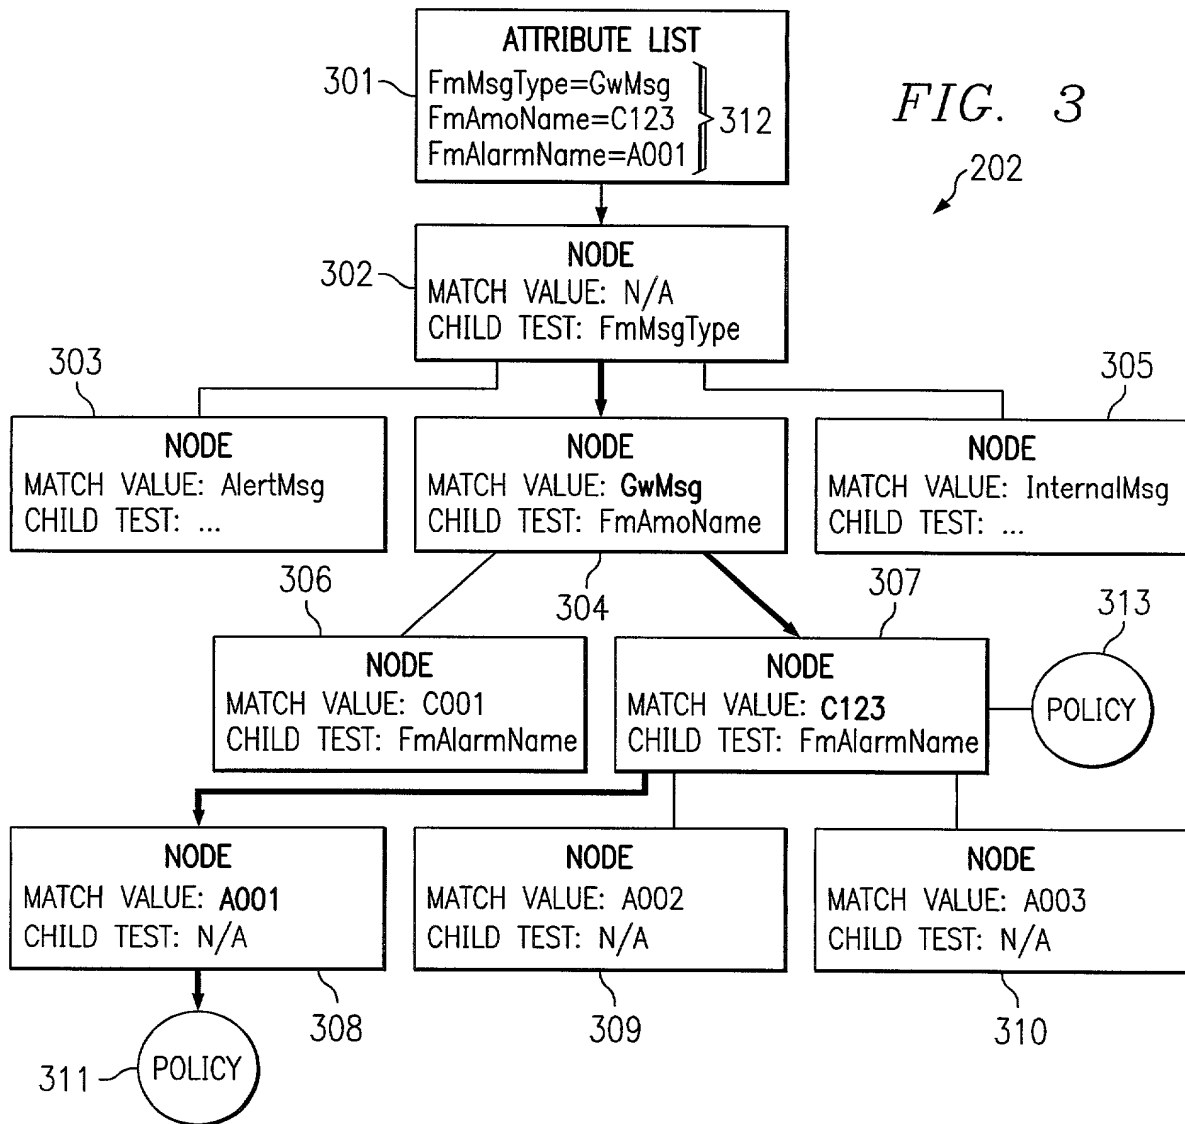 ATTRIBUTE LIST
FmMsgType=GwMsg
FmAmoName=C123
FmAlarmName=A001
301
312
FIG. 3
202
NODE
MATCH VALUE: N/A
CHILD TEST: FmMsgType
302
303
305
NODE
MATCH VALUE: AlertMsg
CHILD TEST: ...
NODE
MATCH VALUE: GwMsg
CHILD TEST: FmAmoName
NODE
MATCH VALUE: InternalMsg
CHILD TEST: ...
306
304
307
313
NODE
MATCH VALUE: C001
CHILD TEST: FmAlarmName
NODE
MATCH VALUE: C123
CHILD TEST: FmAlarmName
POLICY
NODE
MATCH VALUE: A001
CHILD TEST: N/A
NODE
MATCH VALUE: A002
CHILD TEST: N/A
NODE
MATCH VALUE: A003
CHILD TEST: N/A
308
309
310
311
POLICY